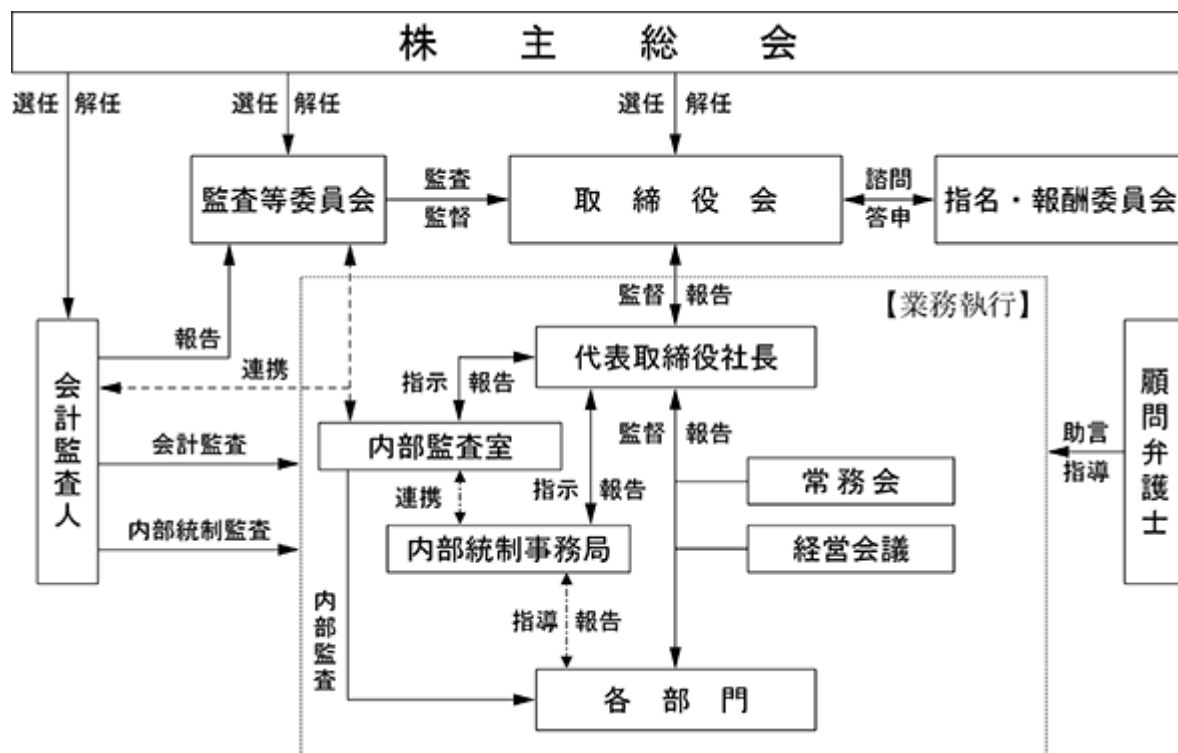 株主総会
選任 解任
選任 解任
選任 解任
監査等委員会
監査
監督
取締役会
諮問
答申
指名・報酬委員会
監督 報告
【業務執行】
会計監査人
報告
連携
代表取締役社長
顧問弁護士
指示 報告
内部監査室
監督 報告
助言
指導
会計監査
常務会
連携
指示 報告
内部統制監査
内部統制事務局
経営会議
内部監査
指導 報告
各部門